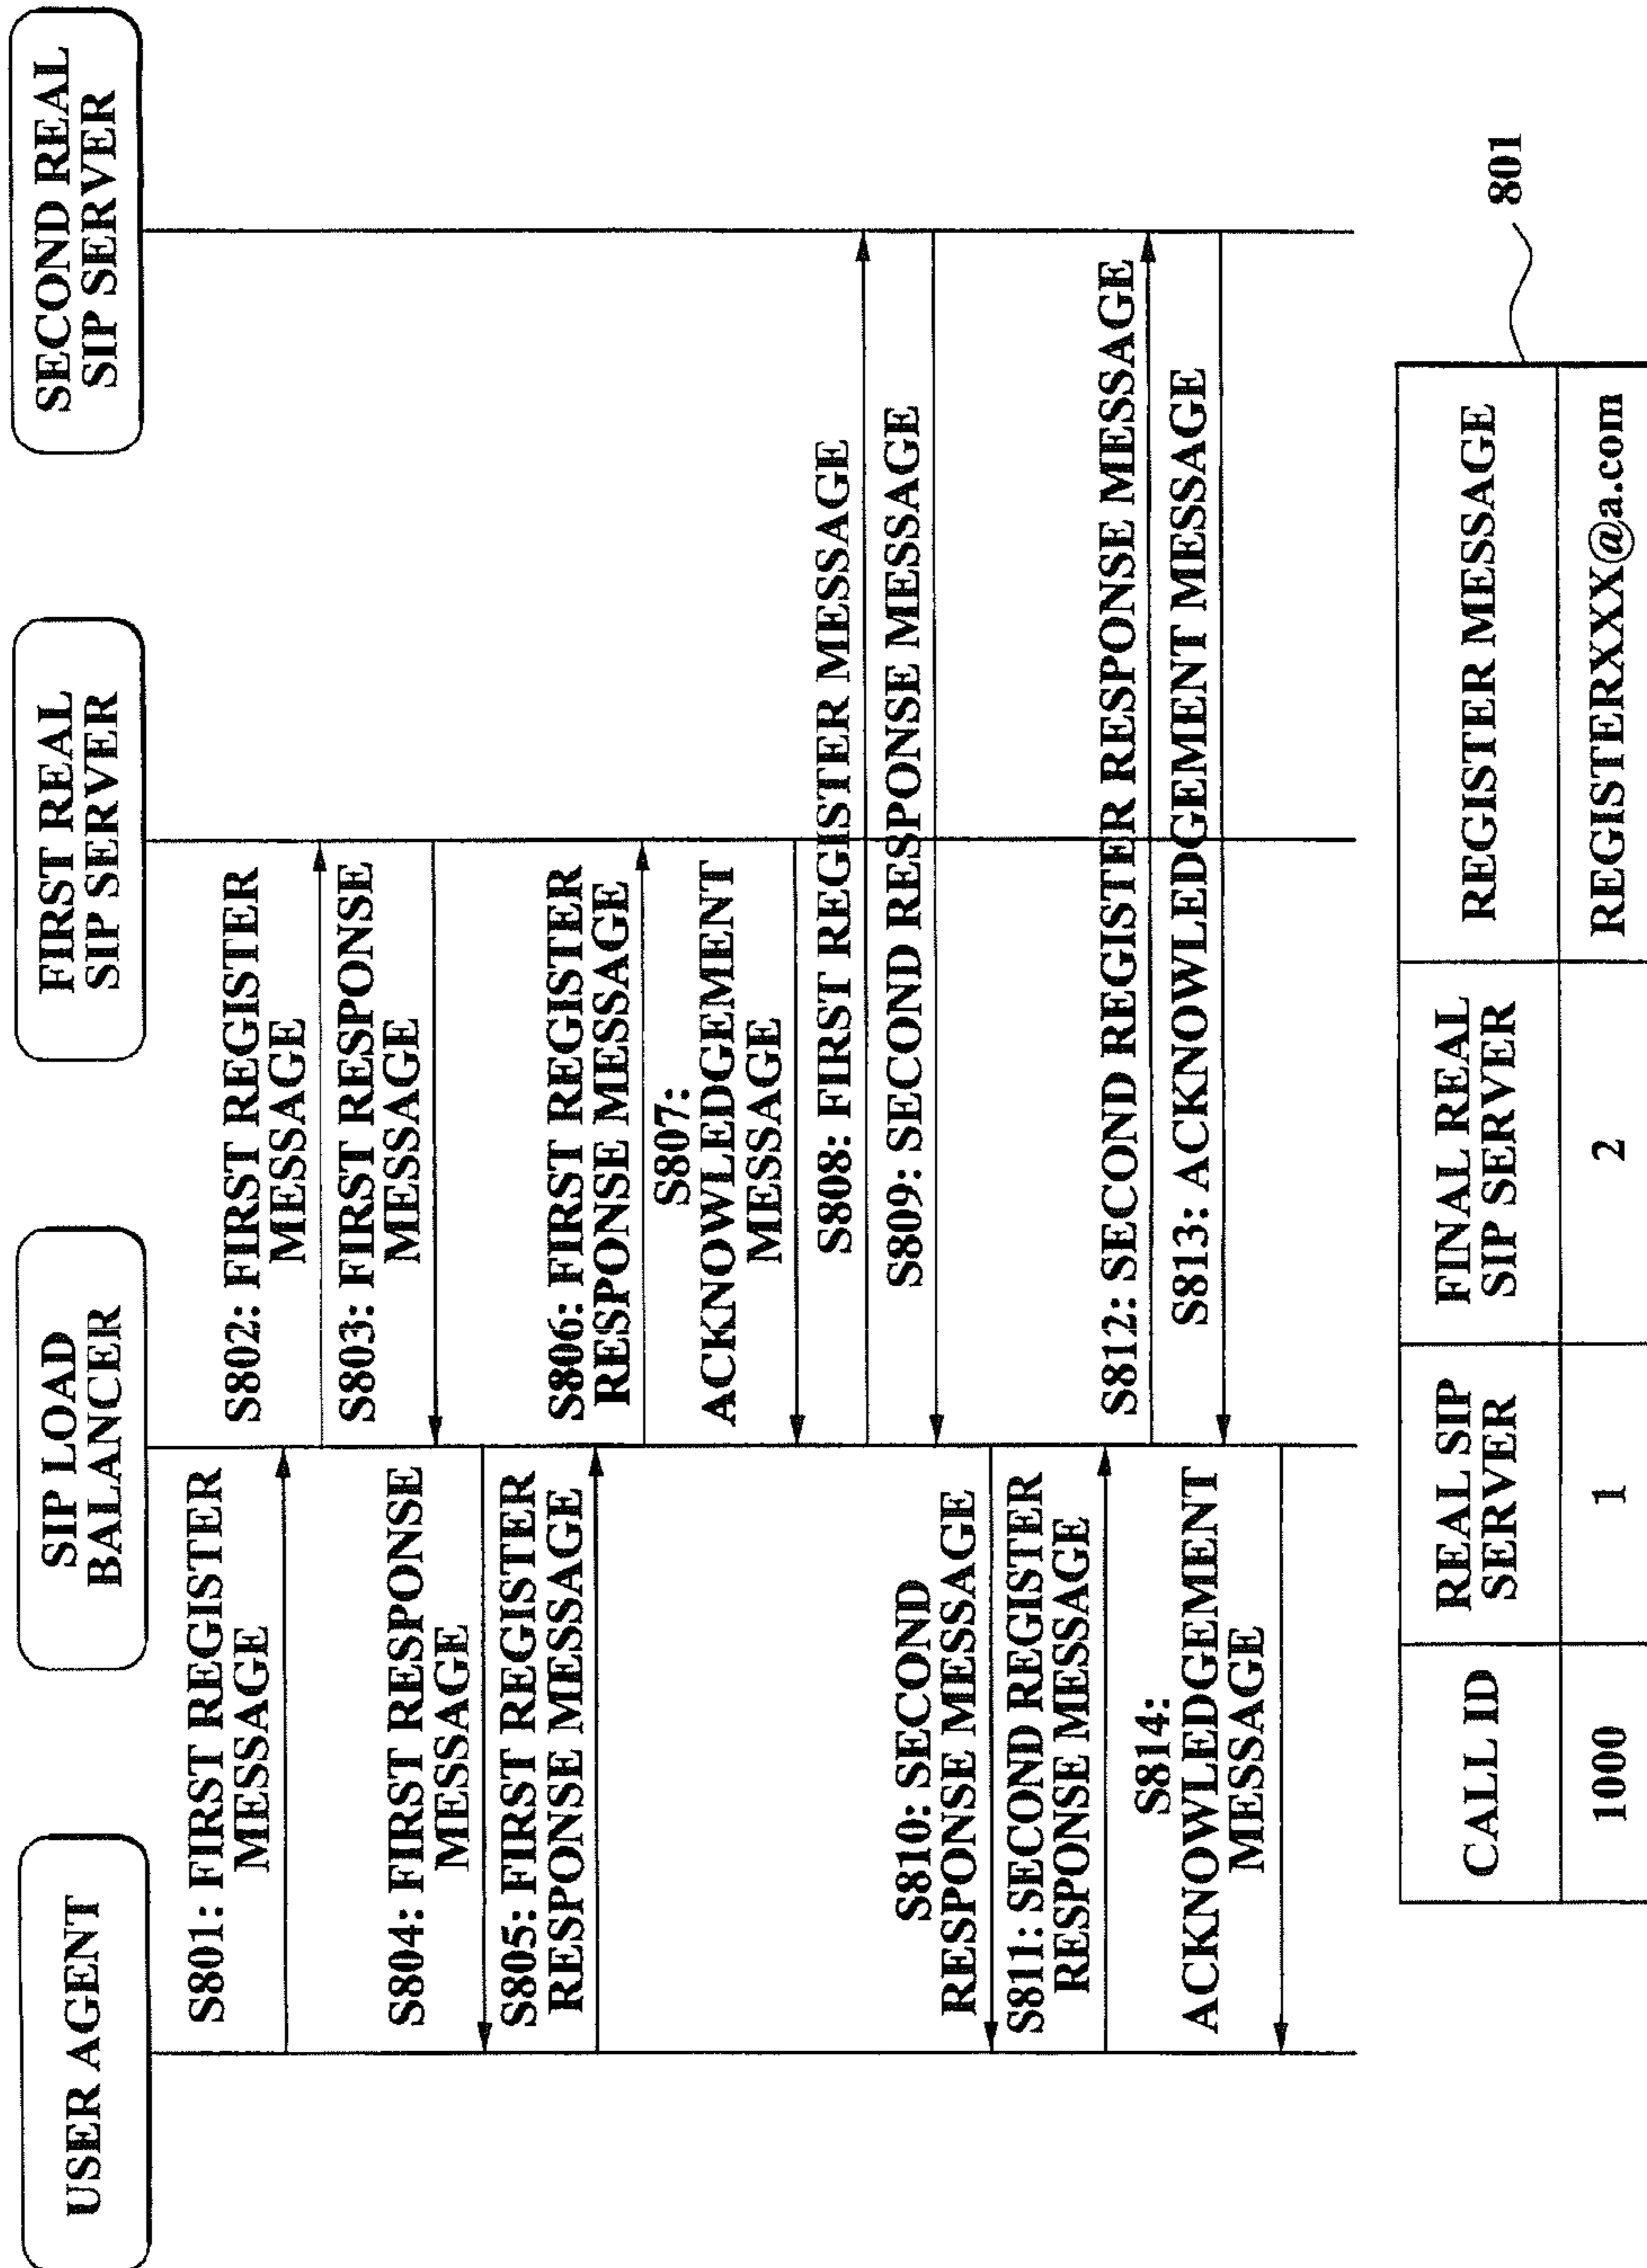 USER AGENT
SIP LOAD
BALANCER
FIRST REAL
SIP SERVER
SECOND REAL
SIP SERVER
S801: FIRST REGISTER
MESSAGE
S802: FIRST REGISTER
MESSAGE
S803: FIRST RESPONSE
MESSAGE
S804: FIRST RESPONSE
MESSAGE
S805: FIRST REGISTER
RESPONSE MESSAGE
S806: FIRST REGISTER
RESPONSE MESSAGE
S807:
ACKNOWLEDGEMENT
MESSAGE
S808: FIRST REGISTER MESSAGE
S809: SECOND RESPONSE MESSAGE
S810: SECOND
RESPONSE MESSAGE
S811: SECOND REGISTER
RESPONSE MESSAGE
S812: SECOND REGISTER RESPONSE MESSAGE
S813: ACKNOWLEDGEMENT MESSAGE
S814:
ACKNOWLEDGEMENT
MESSAGE
801
CALL ID
REAL SIP
SERVER
FINAL REAL
SIP SERVER
REGISTER MESSAGE
1000
1
2
REGISTERXXX@a.com